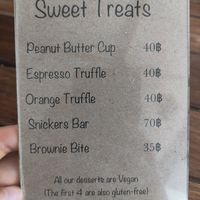 Sweet Treats
Peanut Butter Cup 40฿
Espresso Truffle 40฿
Orange Truffle 40฿
Snickers Bar 70฿
Brownie Bite 35฿
All our desserts are Vegan
(The first 4 are also gluten-free)